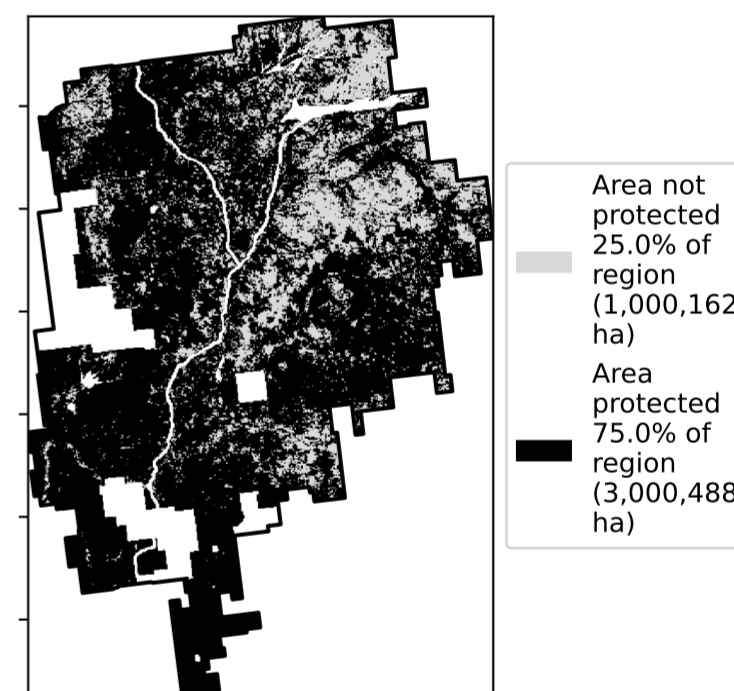 Area not
protected
25.0% of
region
(1,000,162
ha)
Area
protected
75.0% of
region
(3,000,488
ha)